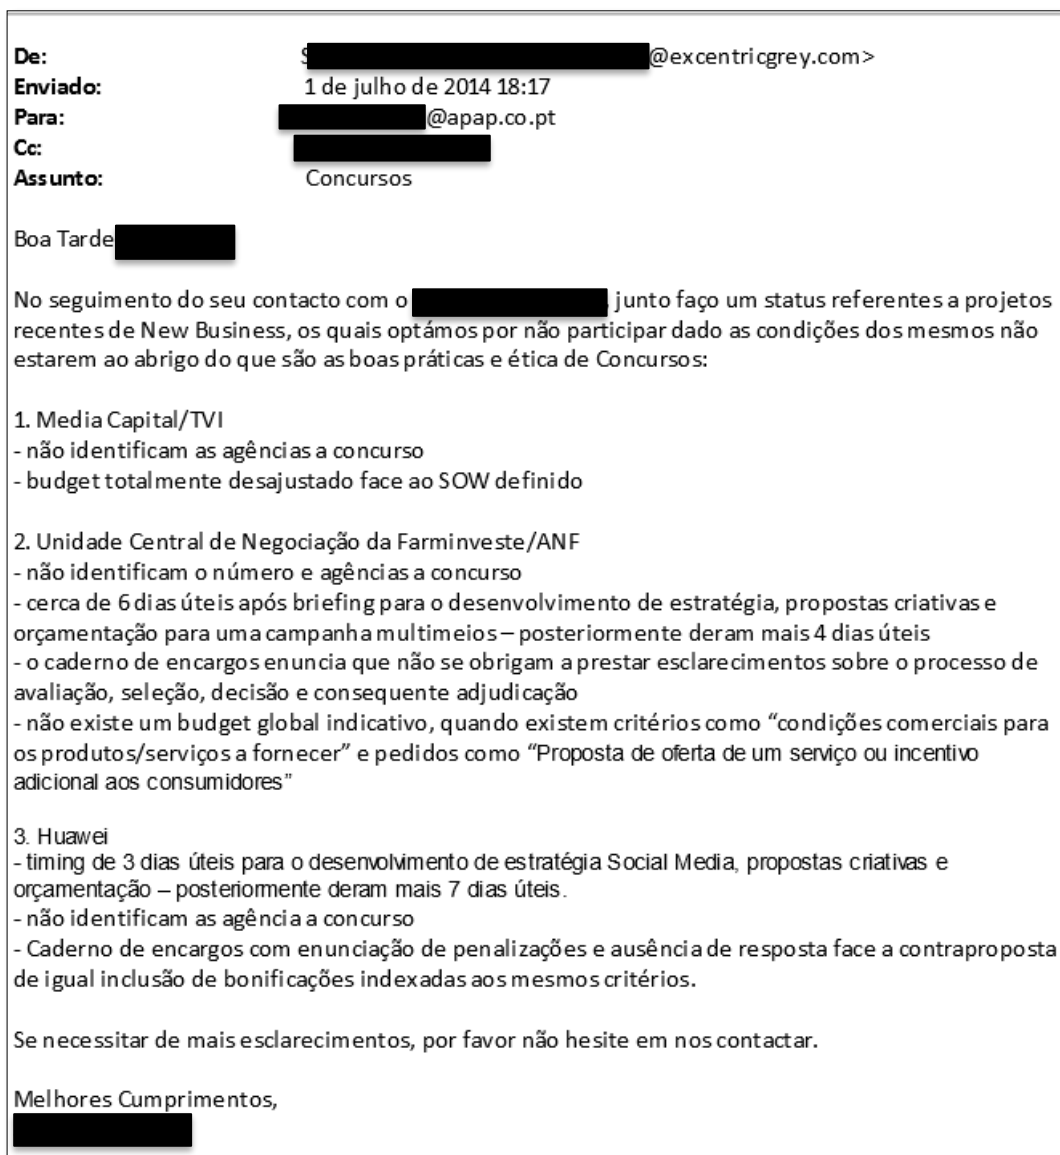 De: @excentricgrey.com>
Enviado: 1 de julho de 2014 18:17
Para: @apap.co.pt
Cc:
Assunto: Concursos
Boa Tarde
No seguimento do seu contacto com o , junto faço um status referentes a projetos
recentes de New Business, os quais optámos por não participar dado as condições dos mesmos não
estarem ao abrigo do que são as boas práticas e ética de Concursos:
1. Media Capital/TVI
- não identificam as agências a concurso
- budget totalmente desajustado face ao SOW definido
2. Unidade Central de Negociação da Farminveste/ANF
- não identificam o número e agências a concurso
- cerca de 6 dias úteis após briefing para o desenvolvimento de estratégia, propostas criativas e
orçamentação para uma campanha multimeios – posteriormente deram mais 4 dias úteis
- o caderno de encargos enuncia que não se obrigam a prestar esclarecimentos sobre o processo de
avaliação, seleção, decisão e consequente adjudicação
- não existe um budget global indicativo, quando existem critérios como “condições comerciais para
os produtos/serviços a fornecer” e pedidos como “Proposta de oferta de um serviço ou incentivo
adicional aos consumidores”
3. Huawei
- timing de 3 dias úteis para o desenvolvimento de estratégia Social Media, propostas criativas e
orçamentação – posteriormente deram mais 7 dias úteis.
- não identificam as agência a concurso
- Caderno de encargos com enunciação de penalizações e ausência de resposta face a contraproposta
de igual inclusão de bonificações indexadas aos mesmos critérios.
Se necessitar de mais esclarecimentos, por favor não hesite em nos contactar.
Melhores Cumprimentos,